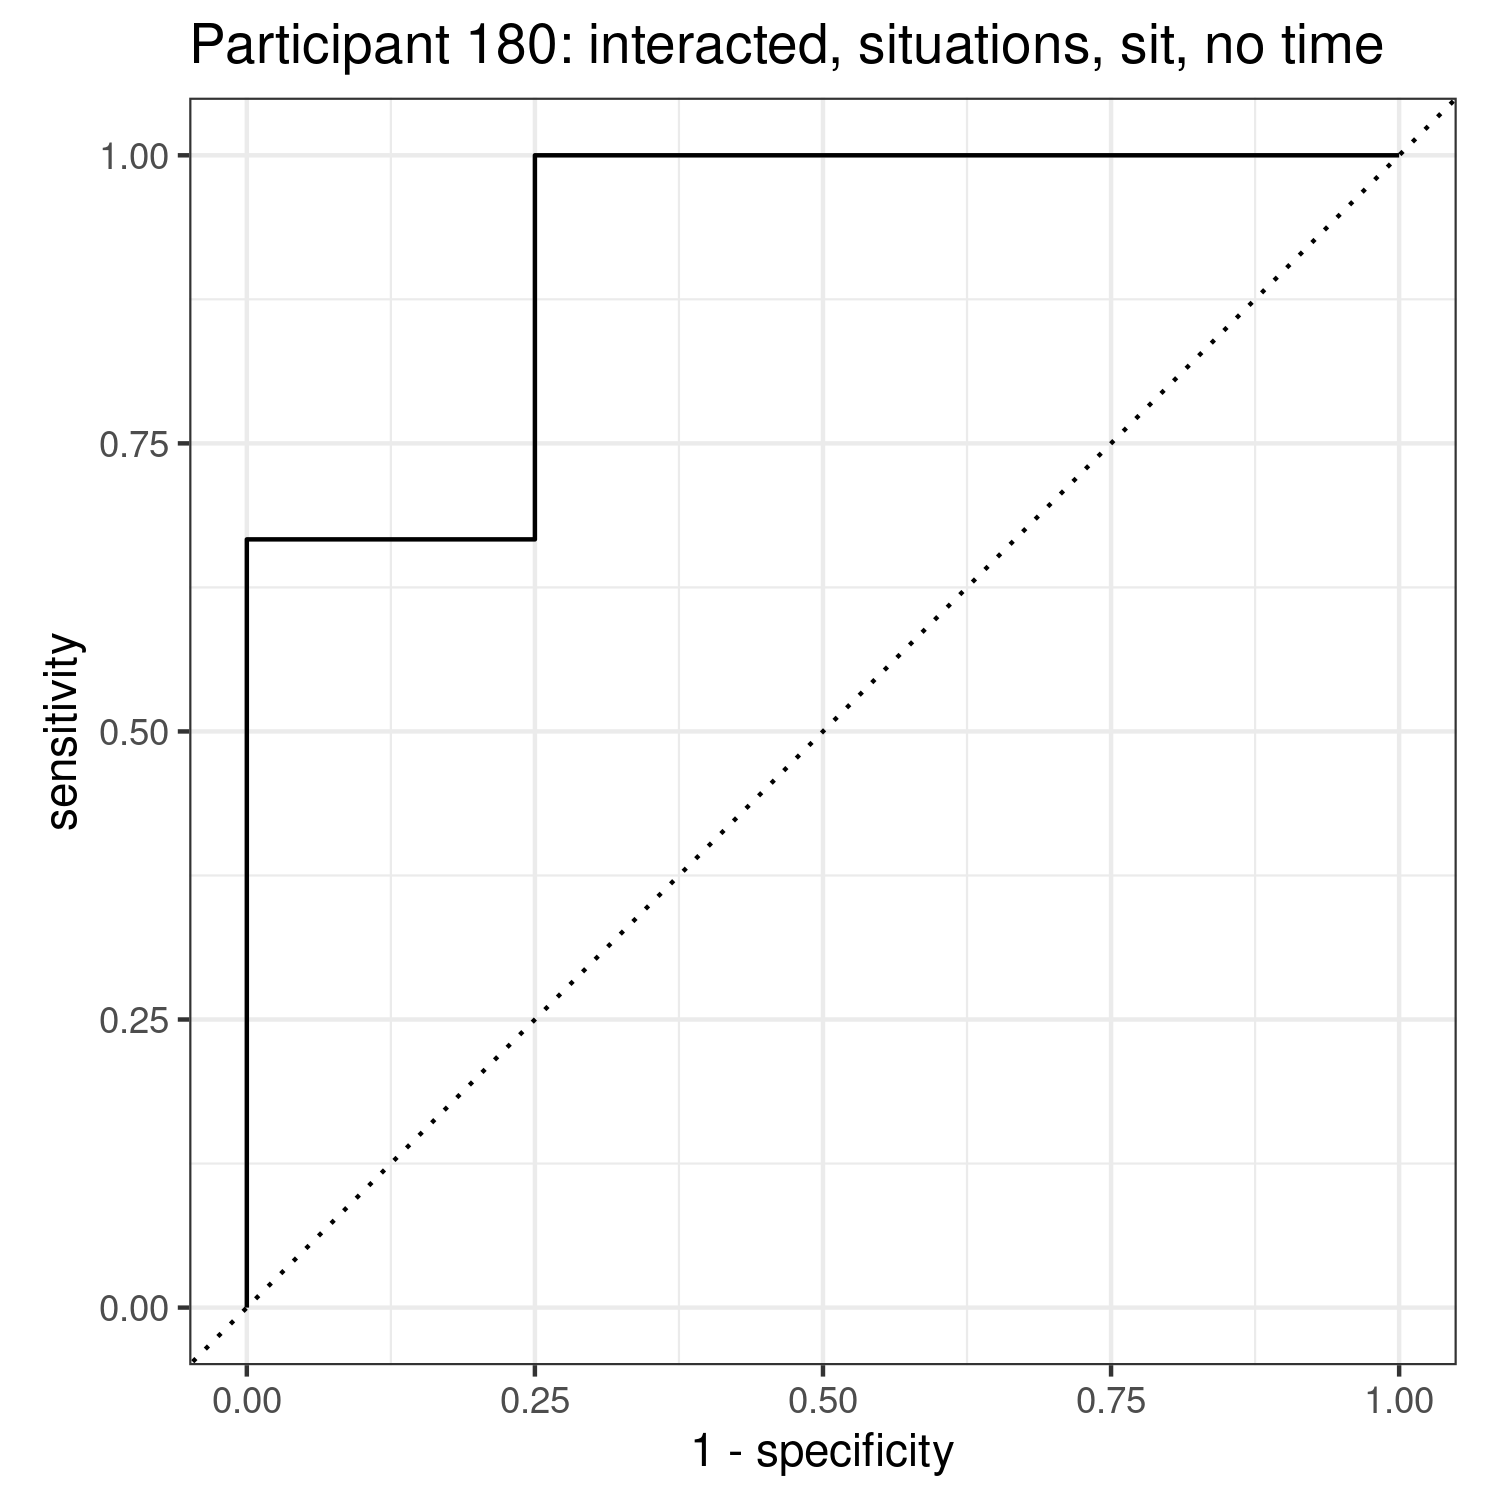 Participant 180: interacted, situations, sit, no time
1.00
0.75
0.50
0.25
0.00
sensitivity
0.00 0.25 0.50 0.75 1.00
1 - specificity